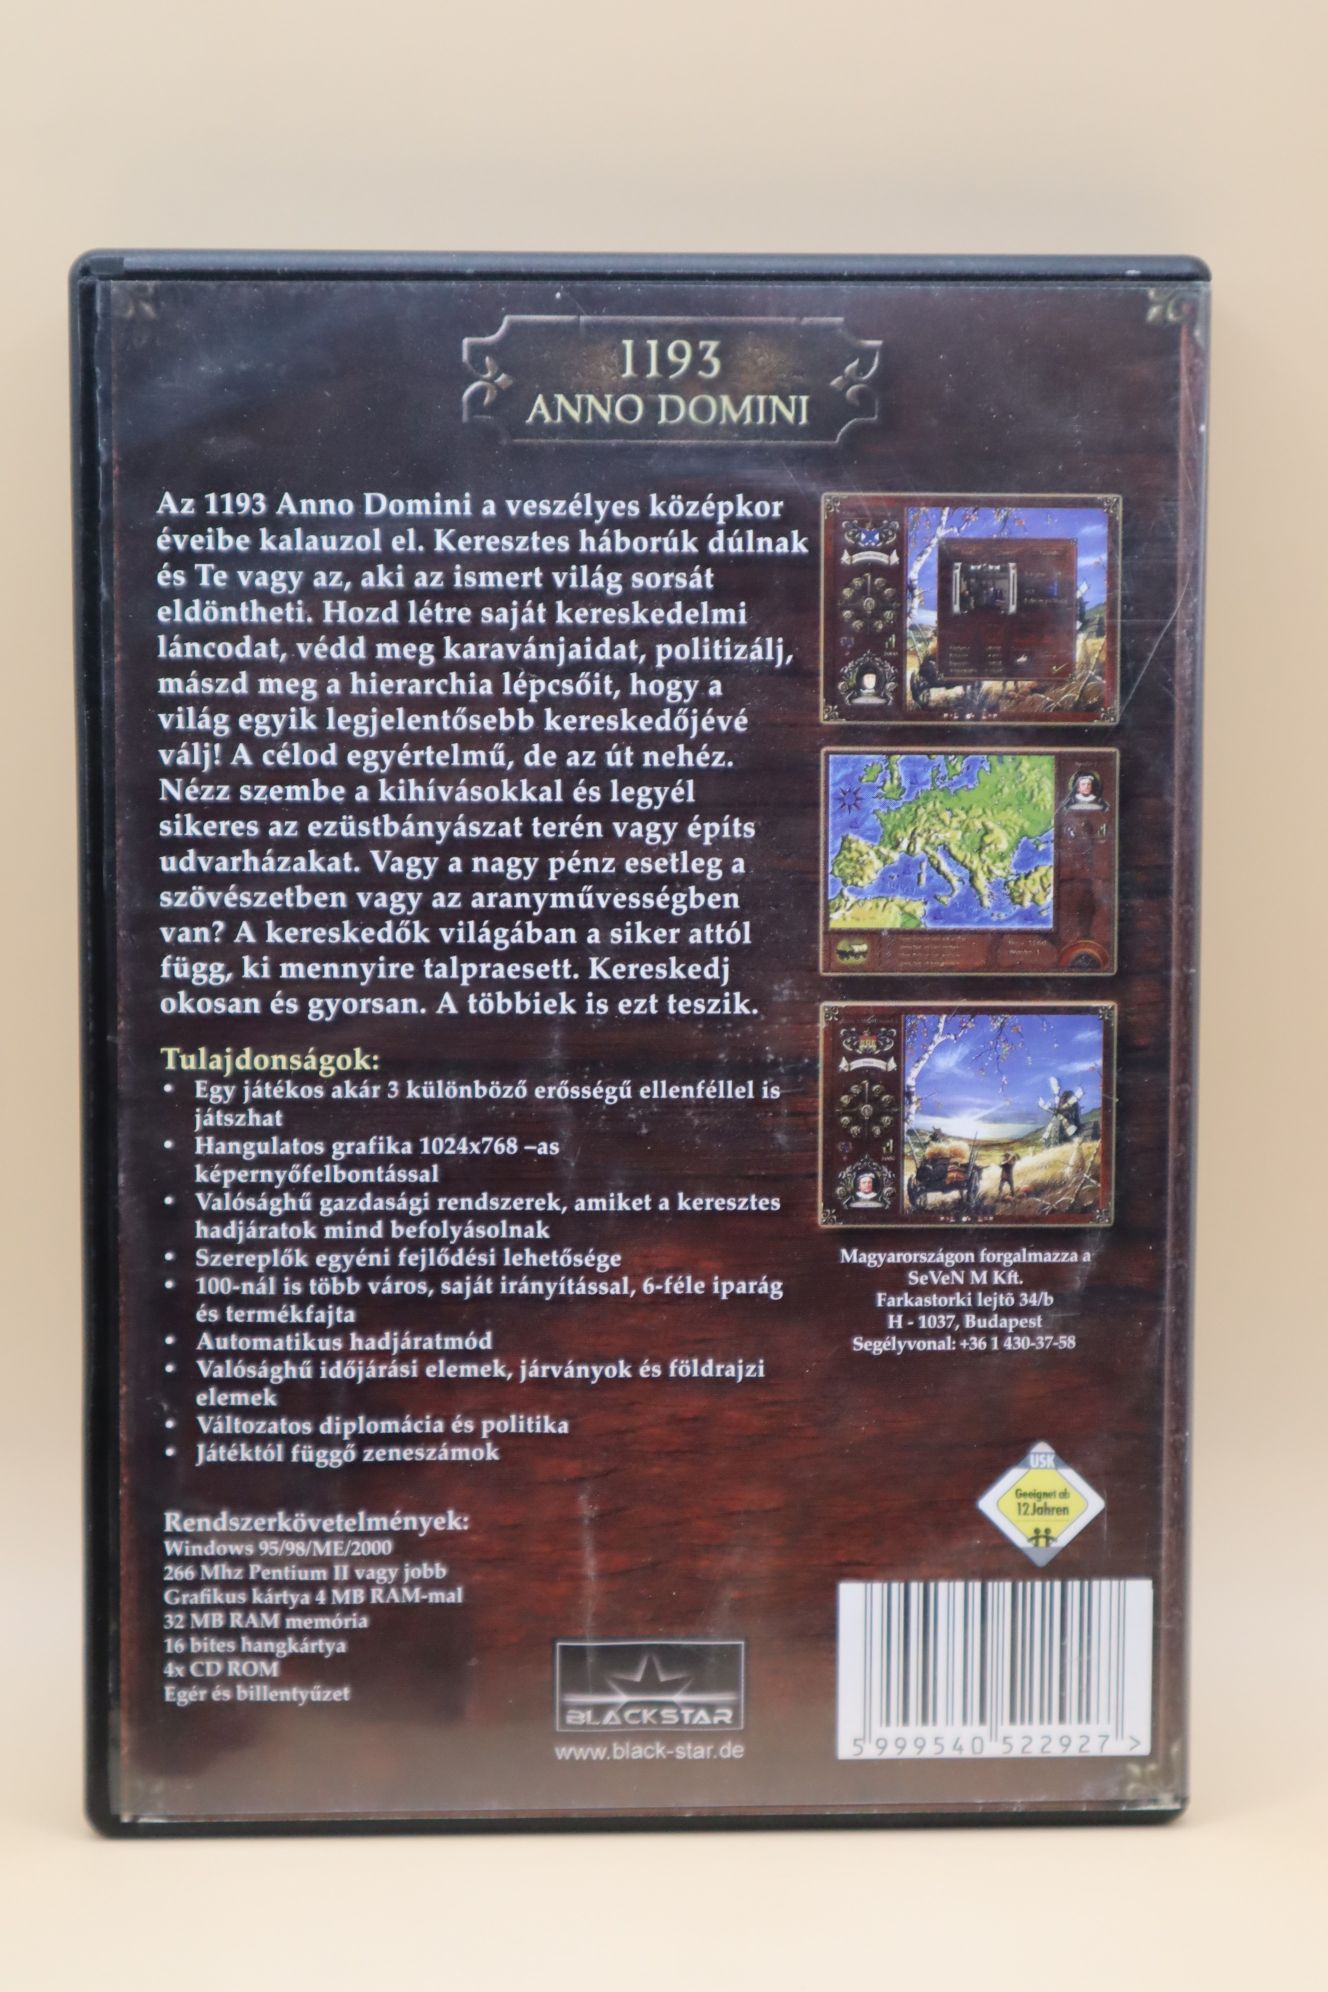 1193
ANNO DOMINI
Az 1193 Anno Domini a veszélyes középkor
éveibe kalauzol el. Keresztes háborúk dúlnak
és Te vagy az, aki az ismert világ sorsát
eldöntheti. Hozd létre saját kereskedelmi
láncodat, védd meg karavánjaidat, politizálj,
mászd meg a hierarchia lépcsőit, hogy a
világ egyik legjelentősebb kereskedőjévé
válj! A célod egyértelmű, de az út nehéz.
Nézz szembe a kihívásokkal és legyél
sikeres az ezüstbányászat terén vagy építs
udvarházakat. Vagy a nagy pénz esetleg a
szövészetben vagy az aranyművességben
van? A kereskedők világában a siker attól
függ, ki mennyire talpraesett. Kereskedj
okosan és gyorsan. A többiek is ezt teszik.
Tulajdonságok:
• Egy játékos akár 3 különböző erősségű ellenféllel is
játszhat
• Hangulatos grafika 1024x768 –as
képernyőfelbontással
• Valósághű gazdasági rendszerek, amiket a keresztes
hadjáratok mind befolyásolnak
• Szereplők egyéni fejlődési lehetősége
• 100-nál is több város, saját irányítással, 6-féle iparág
és termékfajta
• Automatikus hadjáratmód
• Valósághű időjárási elemek, járványok és földrajzi
elemek
• Változatos diplomácia és politika
• Játéktól függő zeneszámok
Rendszerkövetelmények:
Windows 95/98/ME/2000
266 Mhz Pentium II vagy jobb
Grafikus kártya 4 MB RAM-mal
32 MB RAM memória
16 bites hangkártya
4x CD ROM
Egér és billentyűzet
Magyarországon forgalmazza a
SeVeN M Kft.
Farkastorki lejtõ 34/b
H - 1037, Budapest
Segélyvonal: +36 1 430-37-58
USK
Geeignet ab
12 Jahren
BLACKSTAR
www.black-star.de
5 999540 522927 >